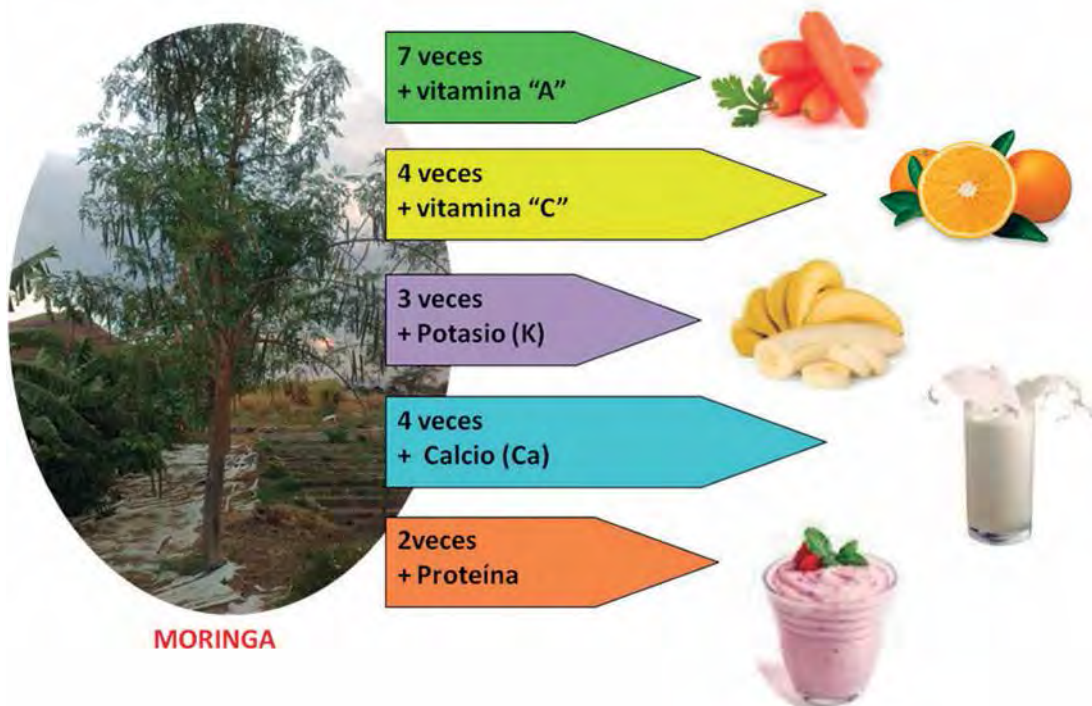 7 veces
+ vitamina “A”
4 veces
+ vitamina “C”
3 veces
+ Potasio (K)
4 veces
+ Calcio (Ca)
2veces
+ Proteína
MORINGA